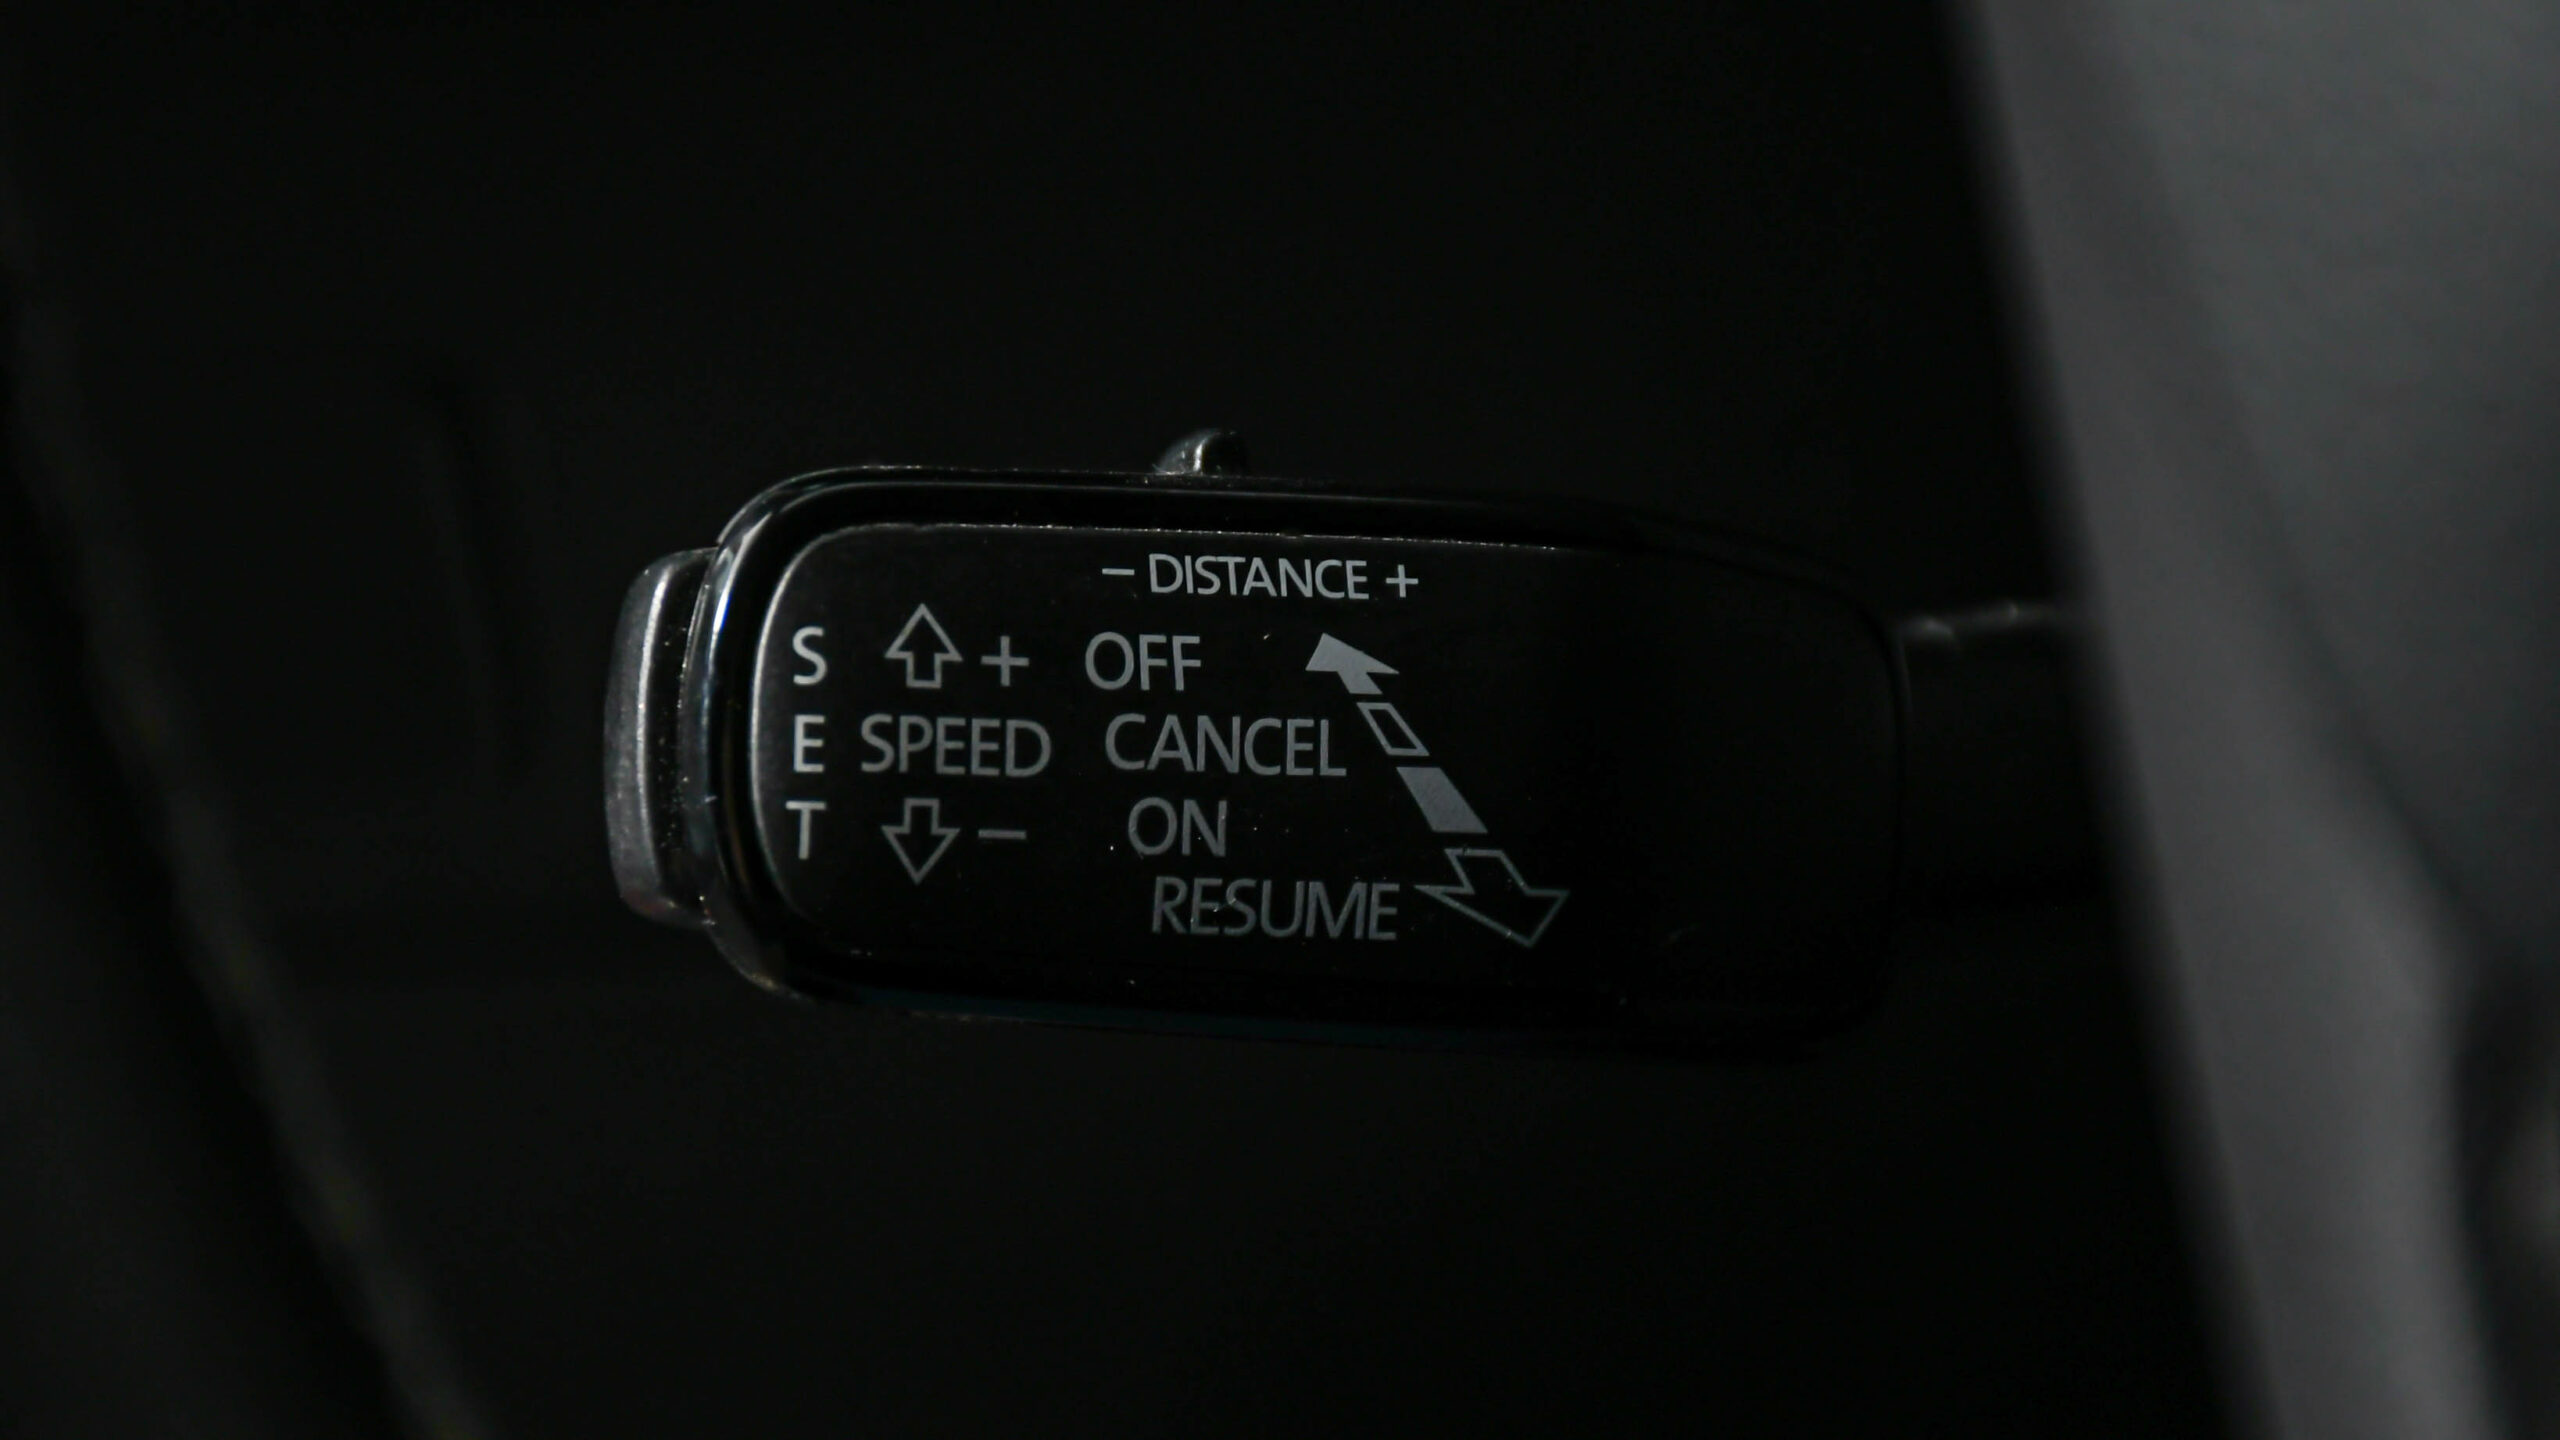 – DISTANCE +
S + OFF
E SPEED CANCEL
T – ON
RESUME